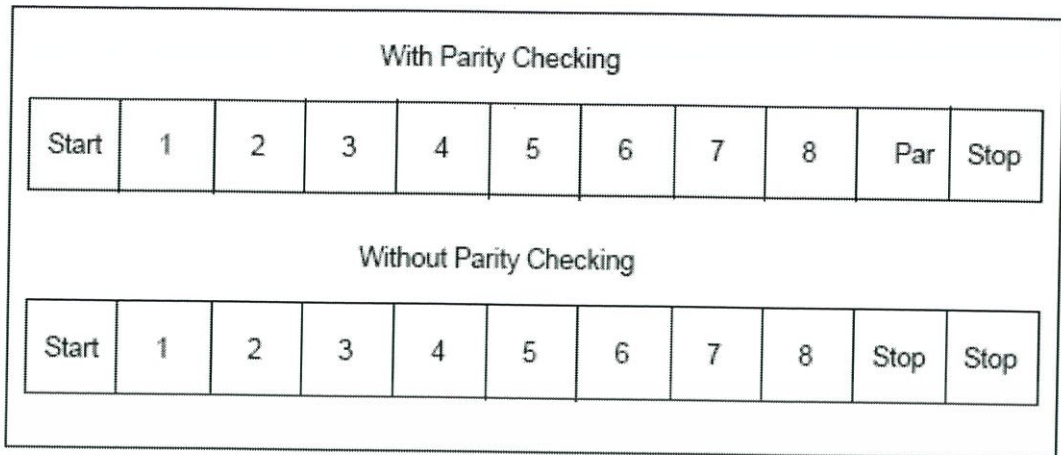 With Parity Checking
Start 1 2 3 4 5 6 7 8 Par Stop
Without Parity Checking
Start 1 2 3 4 5 6 7 8 Stop Stop